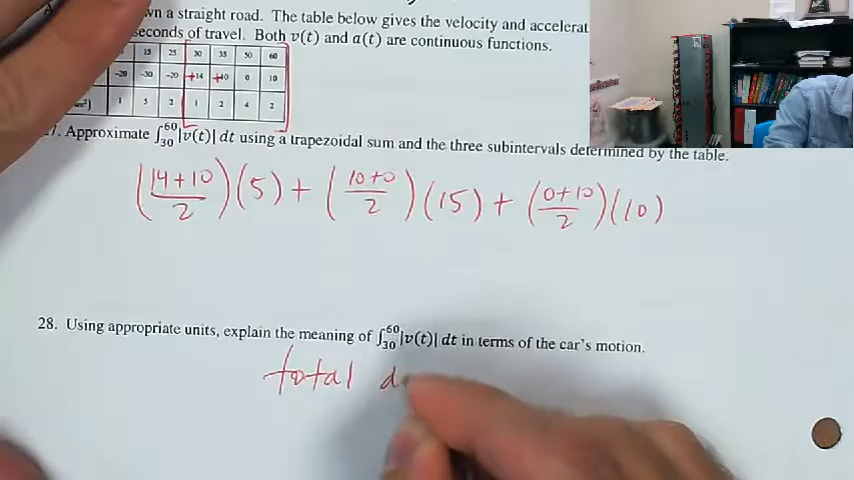 wn a straight road. The table below gives the velocity and accelerat
seconds of travel. Both v(t) and a(t) are continuous functions.
15 25 30 35 50 60
-20 -30 -20 +14 +10 0 10
1 5 2 1 2 4 2
7. Approximate ∫₃₀⁶⁰|v(t)| dt using a trapezoidal sum and the three subintervals determined by the table.
((14+10)/2)(5) + ((10+0)/2)(15) + ((0+10)/2)(10)
28. Using appropriate units, explain the meaning of ∫₃₀⁶⁰|v(t)| dt in terms of the car's motion.
total d